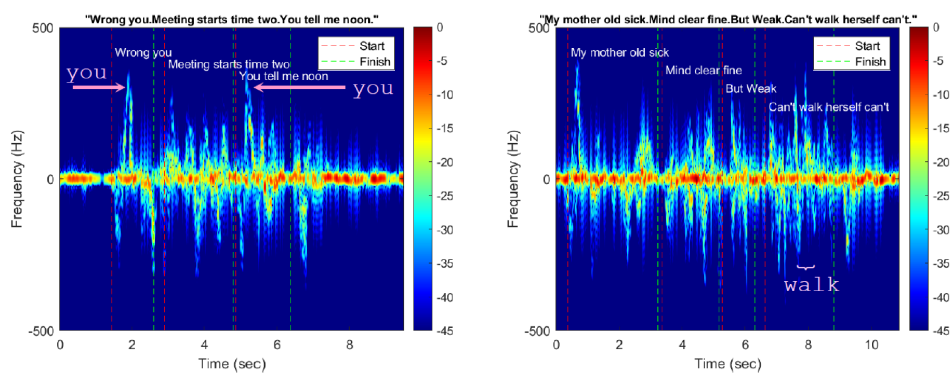 "Wrong you.Meeting starts time two.You tell me noon."
500
0
-500
Frequency (Hz)
0 2 4 6 8
Time (sec)
Wrong you
Meeting starts time two
You tell me noon
you
you
Start
Finish
0
-5
-10
-15
-20
-25
-30
-35
-40
-45
"My mother old sick.Mind clear fine.But Weak.Can't walk herself can't."
500
0
-500
Frequency (Hz)
0 2 4 6 8 10
Time (sec)
My mother old sick
Mind clear fine
But Weak
Can't walk herself can't
walk
Start
Finish
0
-5
-10
-15
-20
-25
-30
-35
-40
-45